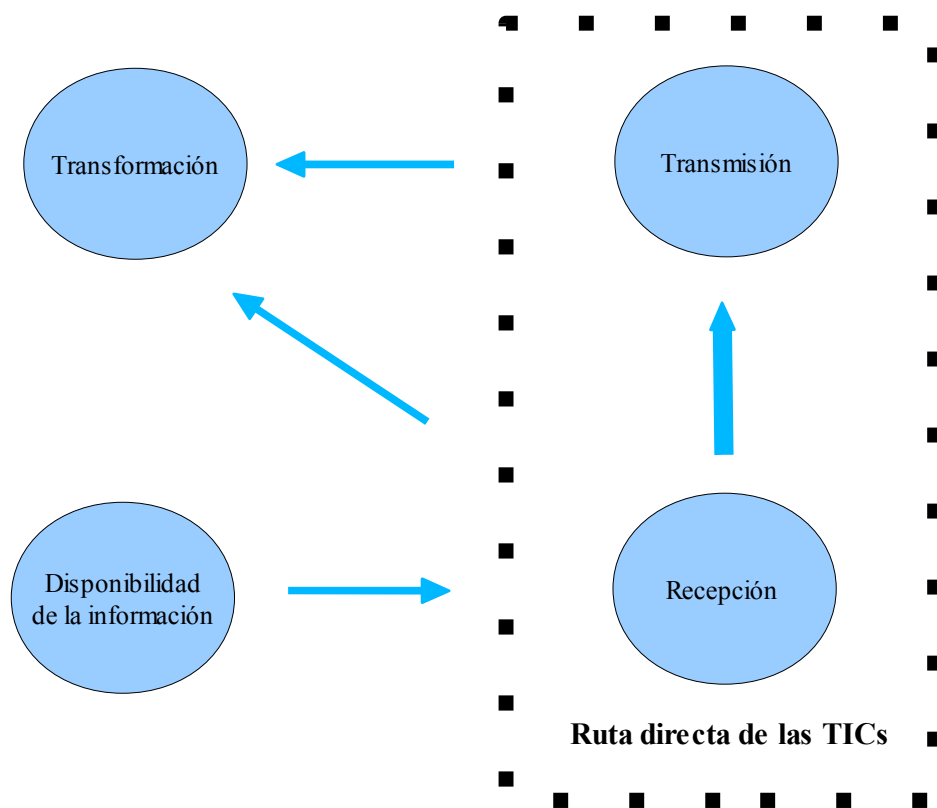 Transformación
Transmisión
Disponibilidad
de la información
Recepción
Ruta directa de las TICs